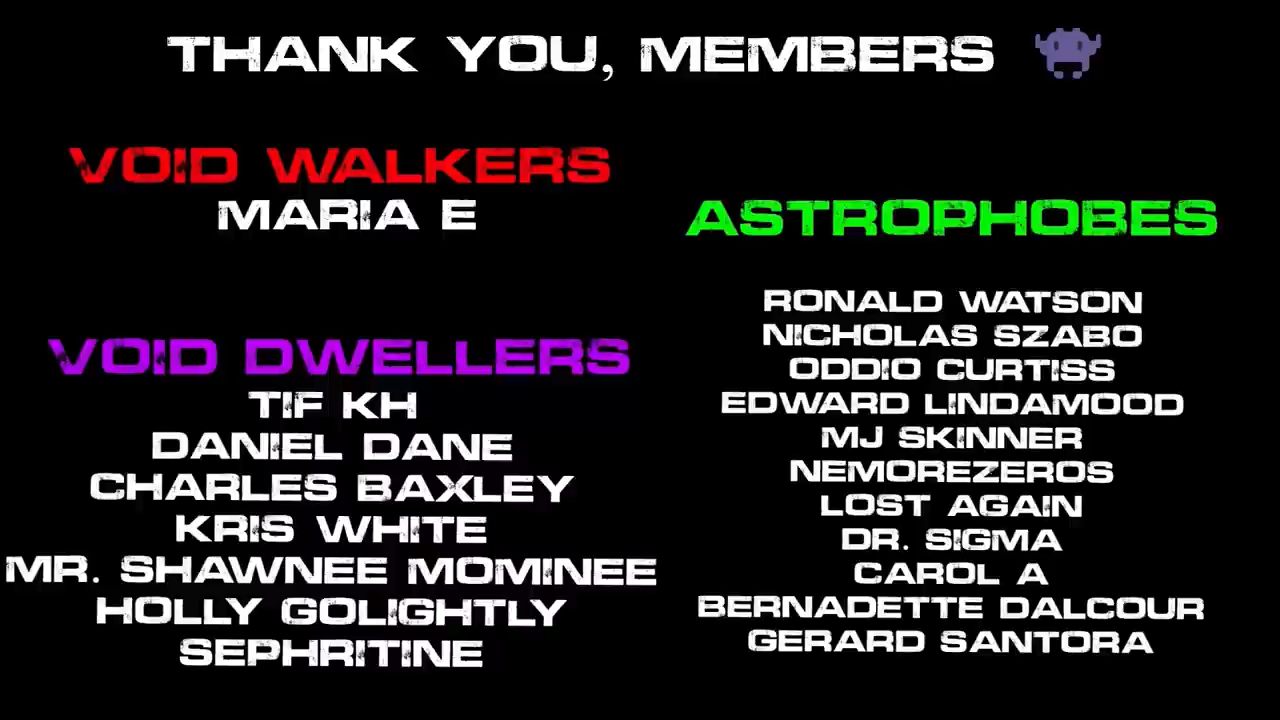 THANK YOU, MEMBERS
VOID WALKERS
MARIA E
VOID DWELLERS
TIF KH
DANIEL DANE
CHARLES BAXLEY
KRIS WHITE
MR. SHAWNEE MOMINEE
HOLLY GOLIGHTLY
SEPHRITINE
ASTROPHOBES
RONALD WATSON
NICHOLAS SZABO
ODDIO CURTISS
EDWARD LINDAMOOD
MJ SKINNER
NEMOREZEROS
LOST AGAIN
DR. SIGMA
CAROL A
BERNADETTE DALCOUR
GERARD SANTORA